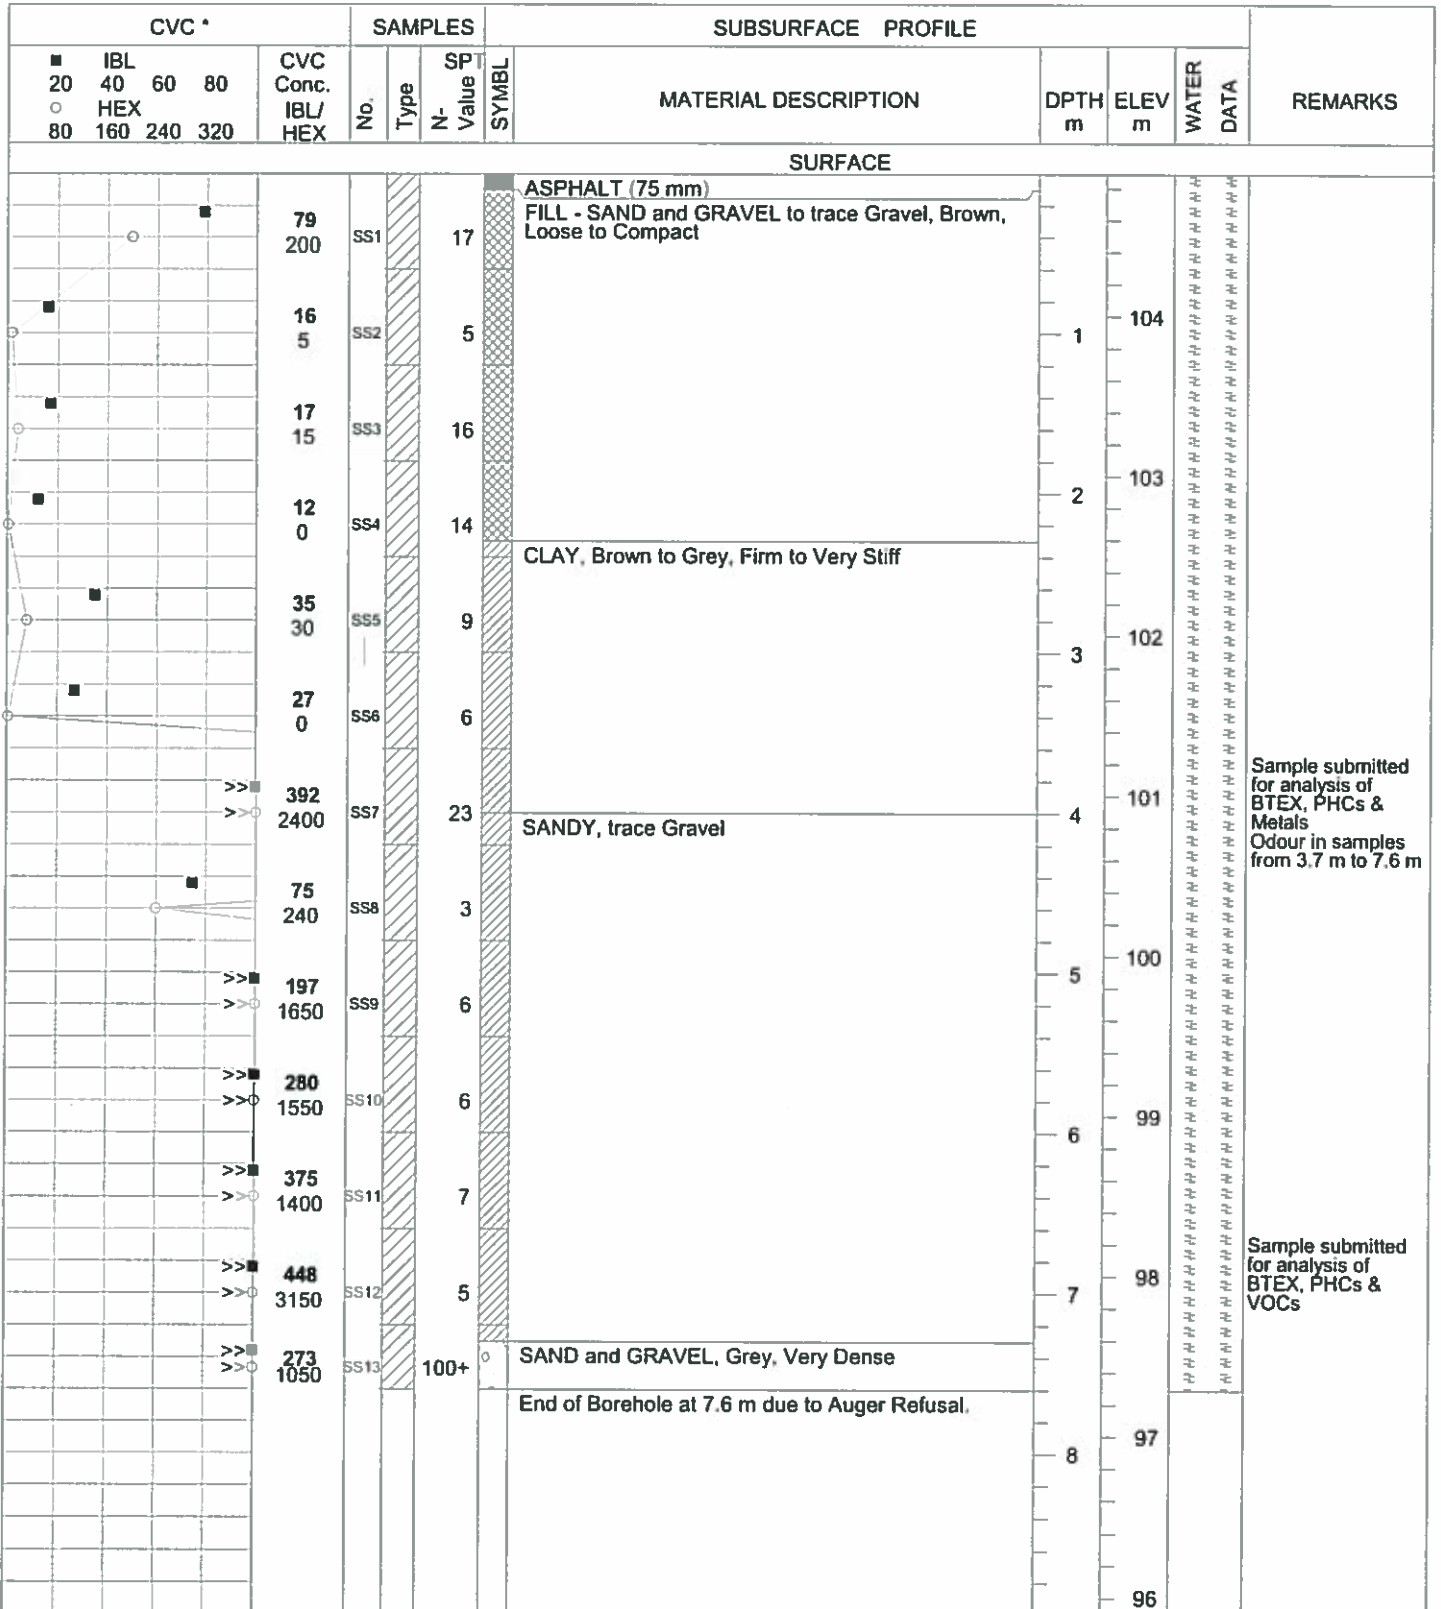 CVC *
SAMPLES
SUBSURFACE PROFILE
■ IBL
20 40 60 80
○ HEX
80 160 240 320
CVC
Conc.
IBL/
HEX
No.
Type
SPT
N-
Value
SYMBL
MATERIAL DESCRIPTION
DPTH
m
ELEV
m
WATER
DATA
REMARKS
SURFACE
ASPHALT (75 mm)
FILL - SAND and GRAVEL to trace Gravel, Brown,
Loose to Compact
79
200 SS1 17
16
5 SS2 5
1
104
17
15 SS3 16
103
2
12
0 SS4 14
CLAY, Brown to Grey, Firm to Very Stiff
35
30 SS5 9
102
3
27
0 SS6 6
Sample submitted
for analysis of
BTEX, PHCs &
Metals
Odour in samples
from 3.7 m to 7.6 m
>>■ 392
>>○ 2400 SS7 23
101
4
SANDY, trace Gravel
75
240 SS8 3
100
5
>>■ 197
>>○ 1650 SS9 6
>>■ 280
>>○ 1550 SS10 6
99
6
>>■ 375
>>○ 1400 SS11 7
Sample submitted
for analysis of
BTEX, PHCs &
VOCs
>>■ 448
>>○ 3150 SS12 5
98
7
>>■ 273
>>○ 1050 SS13 100+
SAND and GRAVEL, Grey, Very Dense
End of Borehole at 7.6 m due to Auger Refusal.
97
8
96